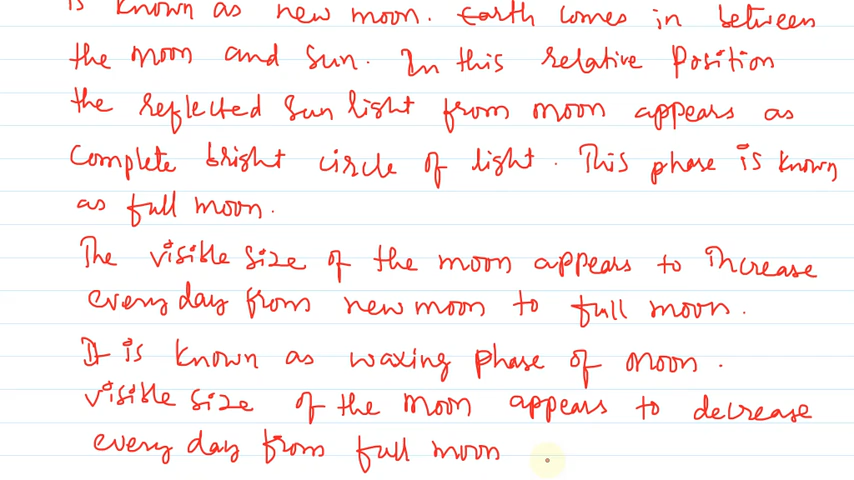 is known as new moon. Earth comes in between
the moon and sun. In this relative Position
the reflected sun light from moon appears as
complete bright circle of light. This phase is known
as full moon.
The visible size of the moon appears to increase
every day from new moon to full moon.
It is known as waxing phase of moon.
visible size of the moon appears to decrease
every day from full moon